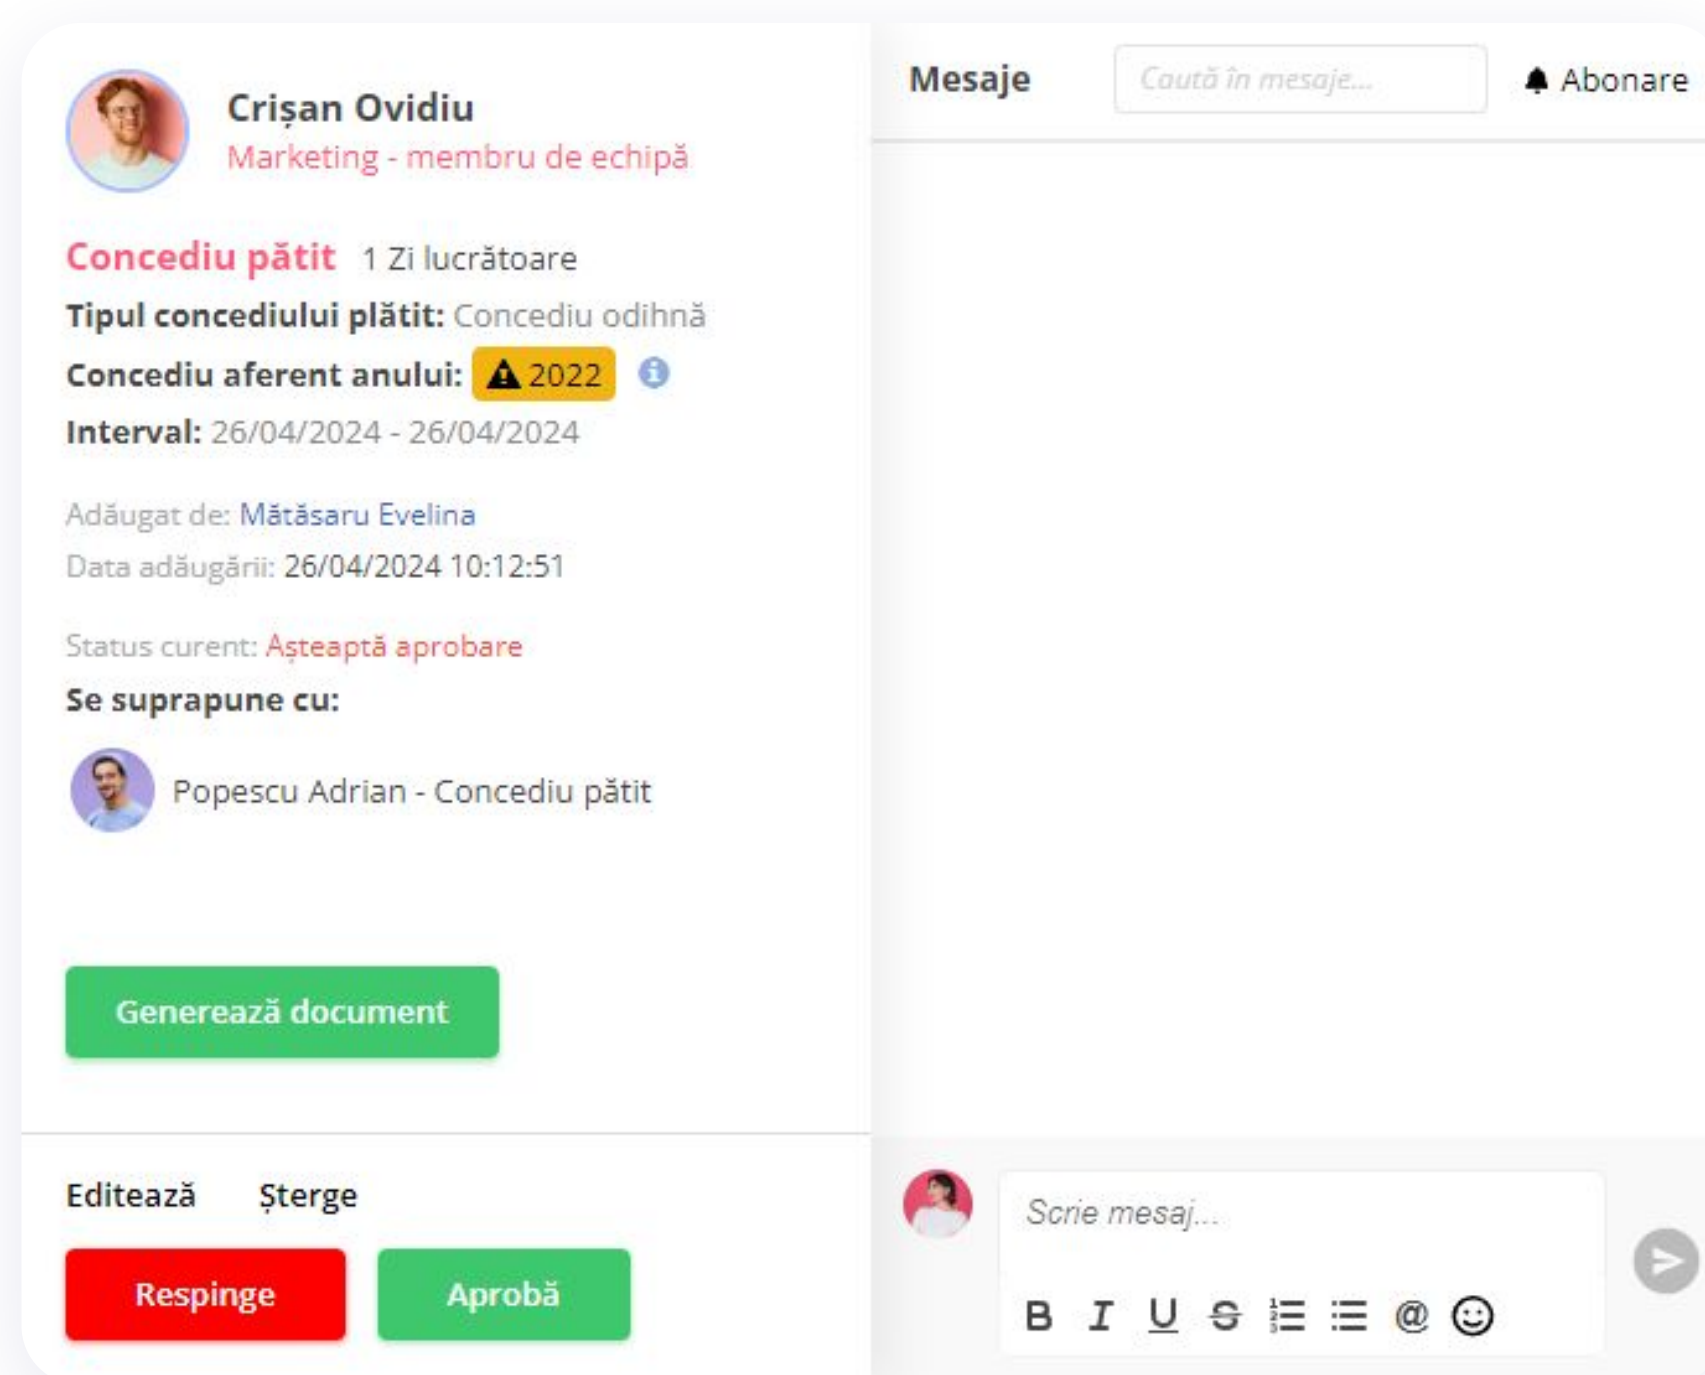 Crișan Ovidiu
Marketing - membru de echipă
Concediu pătit 1 Zi lucrătoare
Tipul concediului plătit: Concediu odihnă
Concediu aferent anului: 2022
Interval: 26/04/2024 - 26/04/2024
Adăugat de: Mătăsaru Evelina
Data adăugării: 26/04/2024 10:12:51
Status curent: Așteaptă aprobare
Se suprapune cu:
Popescu Adrian - Concediu pătit
Generează document
Editează Șterge
Respinge Aprobă
Mesaje Caută în mesaje... Abonare
Scrie mesaj...
B I U S @